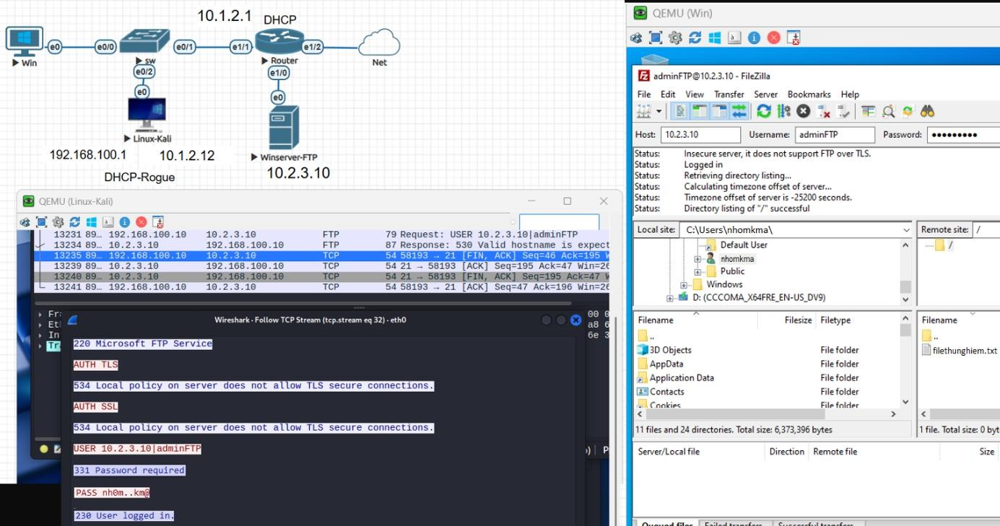 10.1.2.1
DHCP
e0
e0/0
e0/1
e1/1
e1/2
Win
sw
Router
Net
e0/2
e1/0
e0
e0
Linux-Kali
192.168.100.1
10.1.2.12
Winserver-FTP
DHCP-Rogue
10.2.3.10
QEMU (Linux-Kali)
13231 89… 192.168.100.10 10.2.3.10 FTP 79 Request: USER 10.2.3.10|adminFTP
13234 89… 10.2.3.10 192.168.100.10 FTP 87 Response: 530 Valid hostname is expect
13235 89… 192.168.100.10 10.2.3.10 TCP 54 58193 → 21 [FIN, ACK] Seq=46 Ack=195 W
13239 89… 10.2.3.10 192.168.100.10 TCP 54 21 → 58193 [ACK] Seq=195 Ack=47 Win=26
13240 89… 10.2.3.10 192.168.100.10 TCP 54 21 → 58193 [FIN, ACK] Seq=195 Ack=47 W
13241 89… 192.168.100.10 10.2.3.10 TCP 54 58193 → 21 [ACK] Seq=47 Ack=196 Win=26
Wireshark - Follow TCP Stream (tcp.stream eq 32) - eth0
220 Microsoft FTP Service
AUTH TLS
534 Local policy on server does not allow TLS secure connections.
AUTH SSL
534 Local policy on server does not allow TLS secure connections.
USER 10.2.3.10|adminFTP
331 Password required
PASS nh0m..km@
230 User logged in.
QEMU (Win)
adminFTP@10.2.3.10 - FileZilla
File Edit View Transfer Server Bookmarks Help
Host: 10.2.3.10 Username: adminFTP Password: •••••••••
Status: Insecure server, it does not support FTP over TLS.
Status: Logged in
Status: Retrieving directory listing...
Status: Calculating timezone offset of server...
Status: Timezone offset of server is -25200 seconds.
Status: Directory listing of "/" successful
Local site: C:\Users\nhomkma\
Remote site: /
Default User
/
nhomkma
Public
Windows
D: (CCCOMA_X64FRE_EN-US_DV9)
Filename Filesize Filetype
Filename
..
..
3D Objects File folder
filethunghiem.txt
AppData File folder
Application Data File folder
Contacts File folder
Cookies File folder
11 files and 24 directories. Total size: 6,373,396 bytes
1 file. Total size: 0 byt
Server/Local file Direction Remote file Size
Queued files Failed transfers Successful transfers